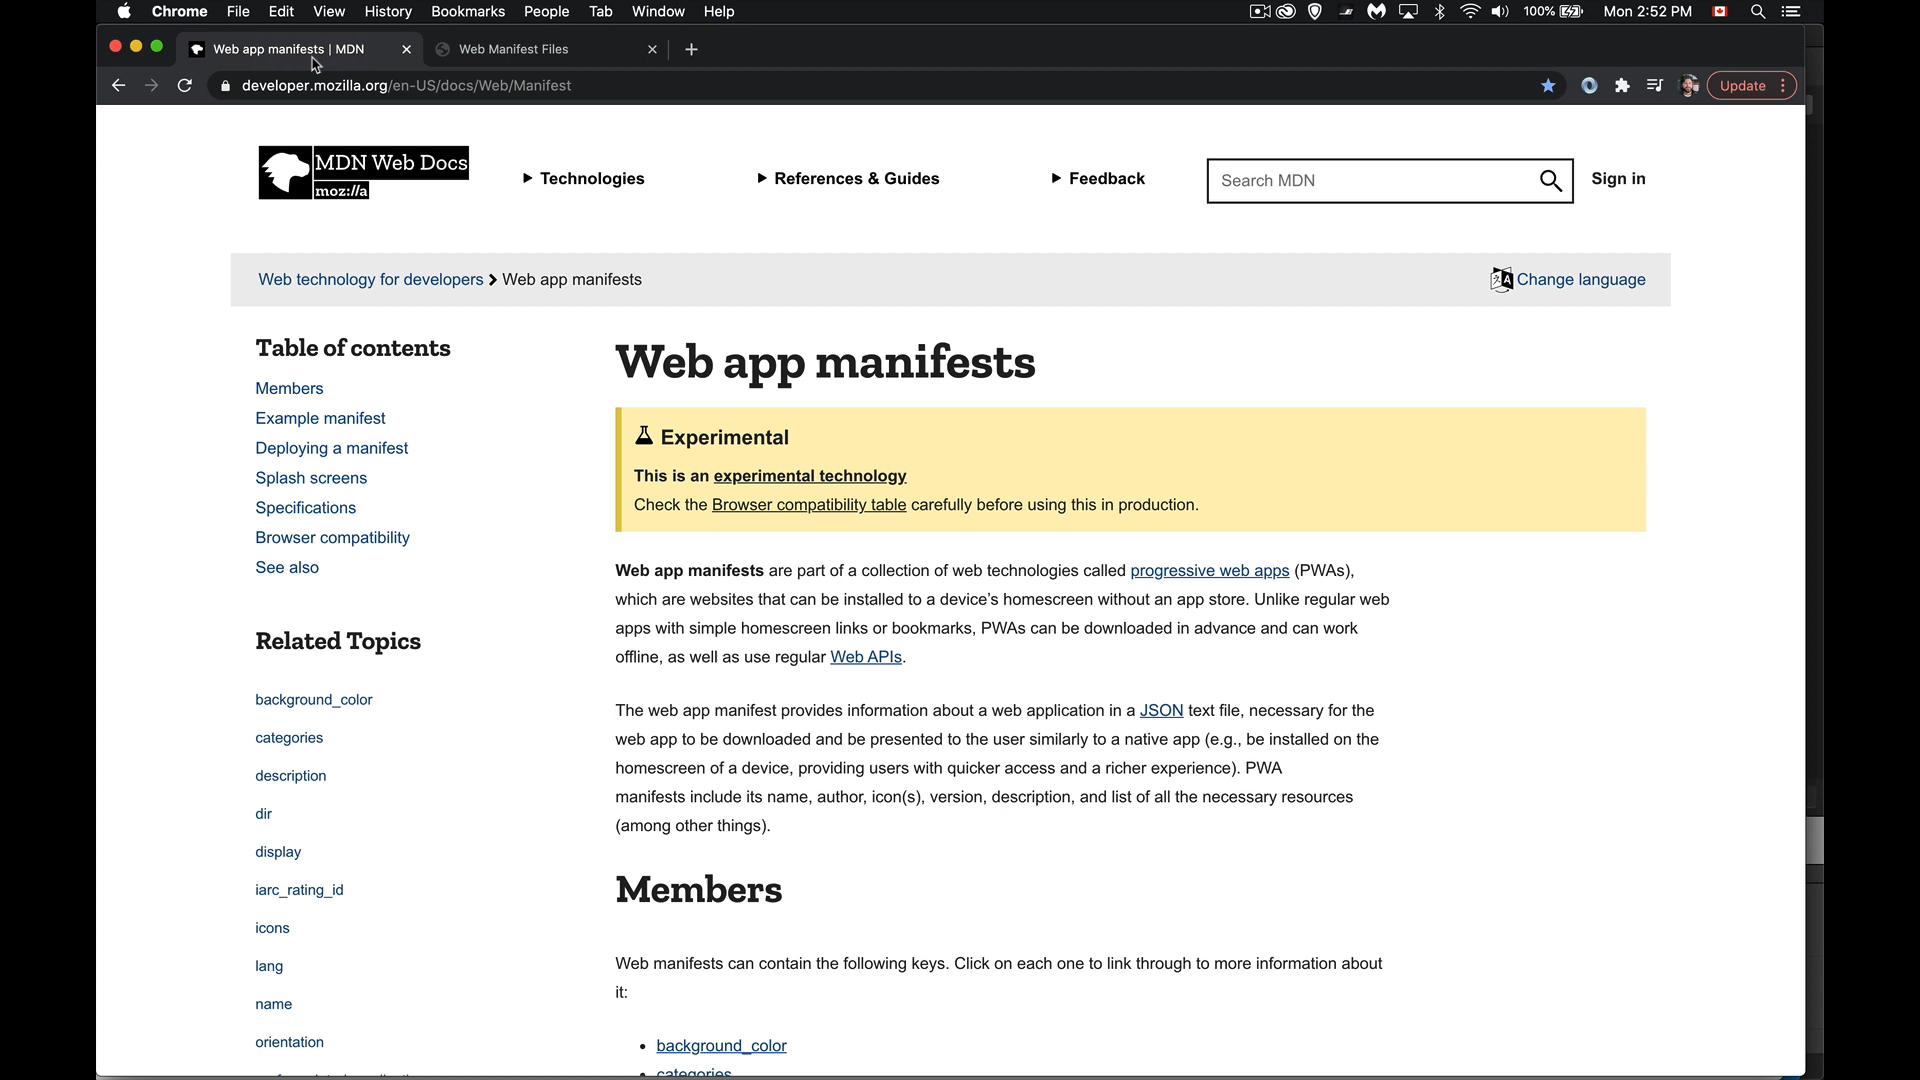 Chrome File Edit View History Bookmarks People Tab Window Help 100% Mon 2:52 PM
Web app manifests | MDN Web Manifest Files
developer.mozilla.org/en-US/docs/Web/Manifest Update
MDN Web Docs
moz://a
Technologies References & Guides Feedback Search MDN Sign in
Web technology for developers Web app manifests Change language
Table of contents
Members
Example manifest
Deploying a manifest
Splash screens
Specifications
Browser compatibility
See also
Related Topics
background_color
categories
description
dir
display
iarc_rating_id
icons
lang
name
orientation
Web app manifests
Experimental
This is an experimental technology
Check the Browser compatibility table carefully before using this in production.
Web app manifests are part of a collection of web technologies called progressive web apps (PWAs),
which are websites that can be installed to a device’s homescreen without an app store. Unlike regular web
apps with simple homescreen links or bookmarks, PWAs can be downloaded in advance and can work
offline, as well as use regular Web APIs.
The web app manifest provides information about a web application in a JSON text file, necessary for the
web app to be downloaded and be presented to the user similarly to a native app (e.g., be installed on the
homescreen of a device, providing users with quicker access and a richer experience). PWA
manifests include its name, author, icon(s), version, description, and list of all the necessary resources
(among other things).
Members
Web manifests can contain the following keys. Click on each one to link through to more information about
it:
• background_color
• categories